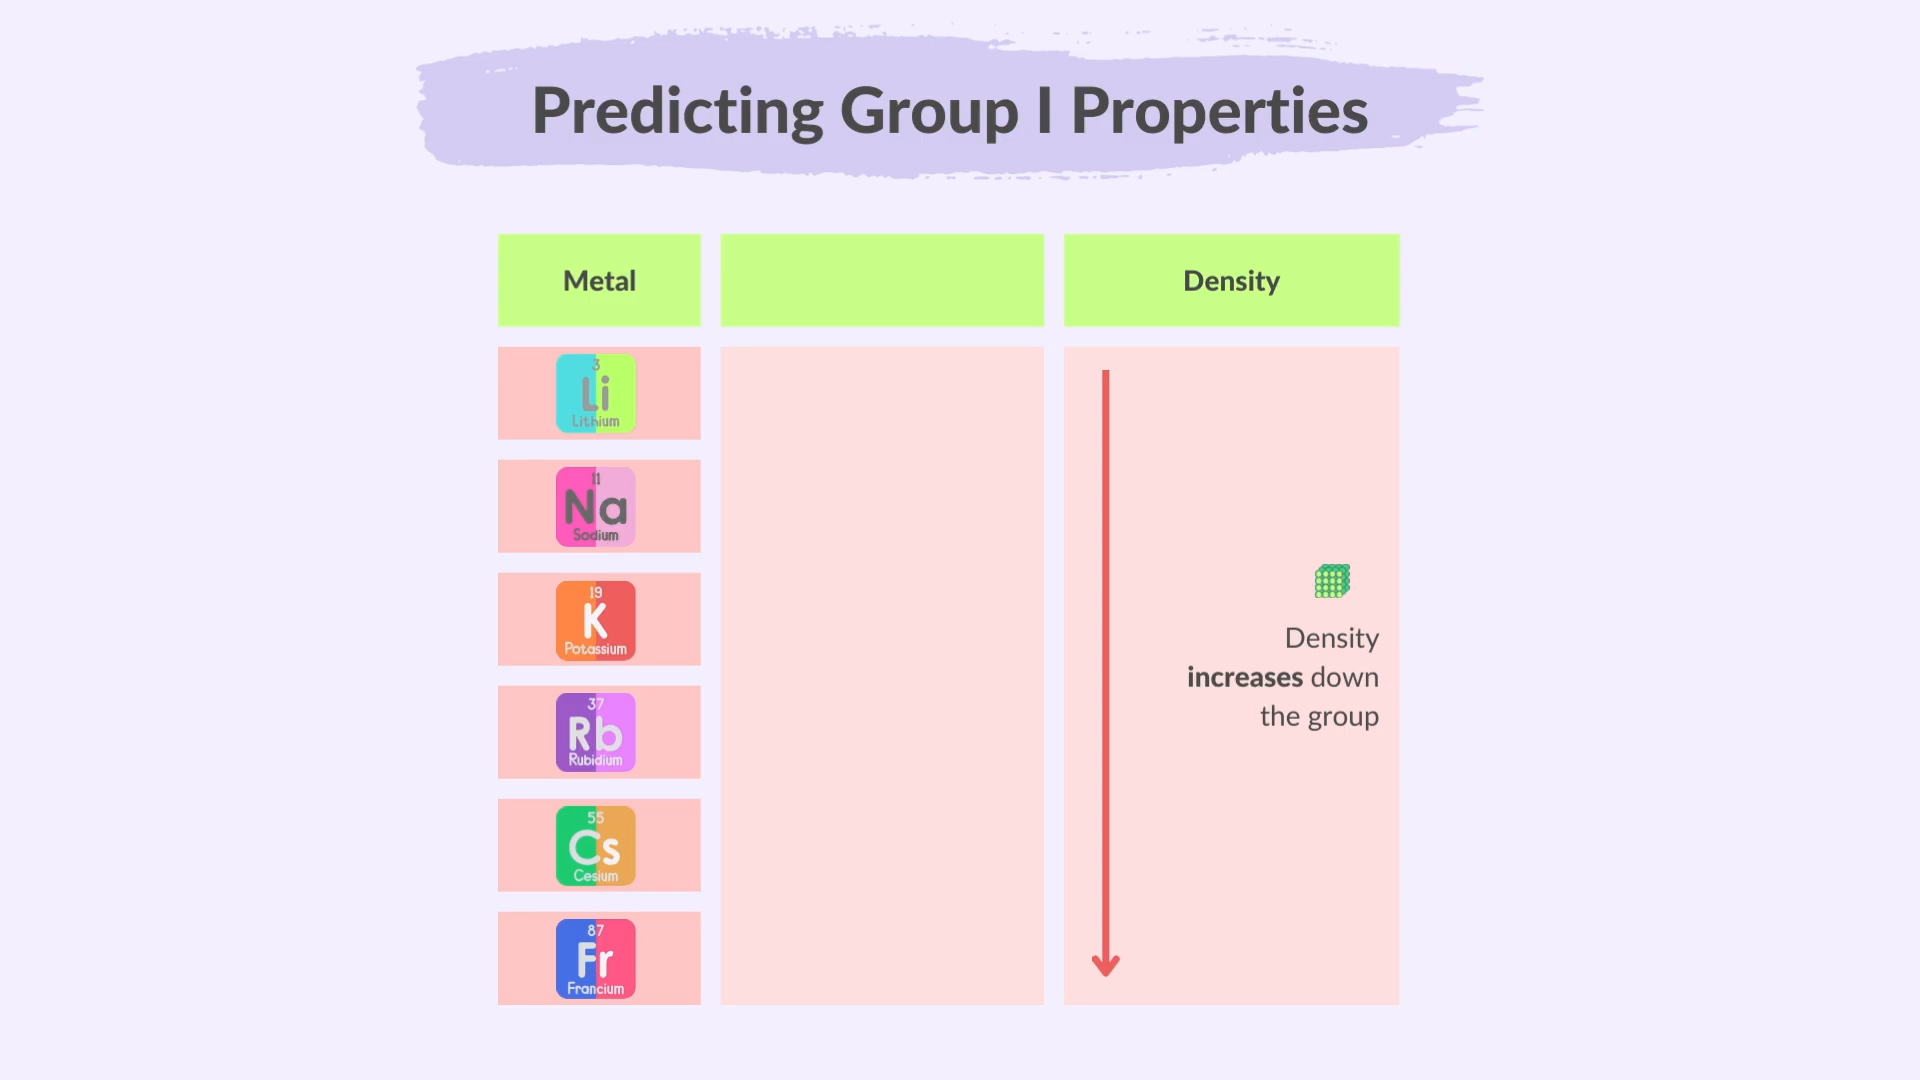 Predicting Group I Properties
Metal
Density
3
Li
Lithium
11
Na
Sodium
19
K
Potassium
37
Rb
Rubidium
55
Cs
Cesium
87
Fr
Francium
Density
increases down
the group